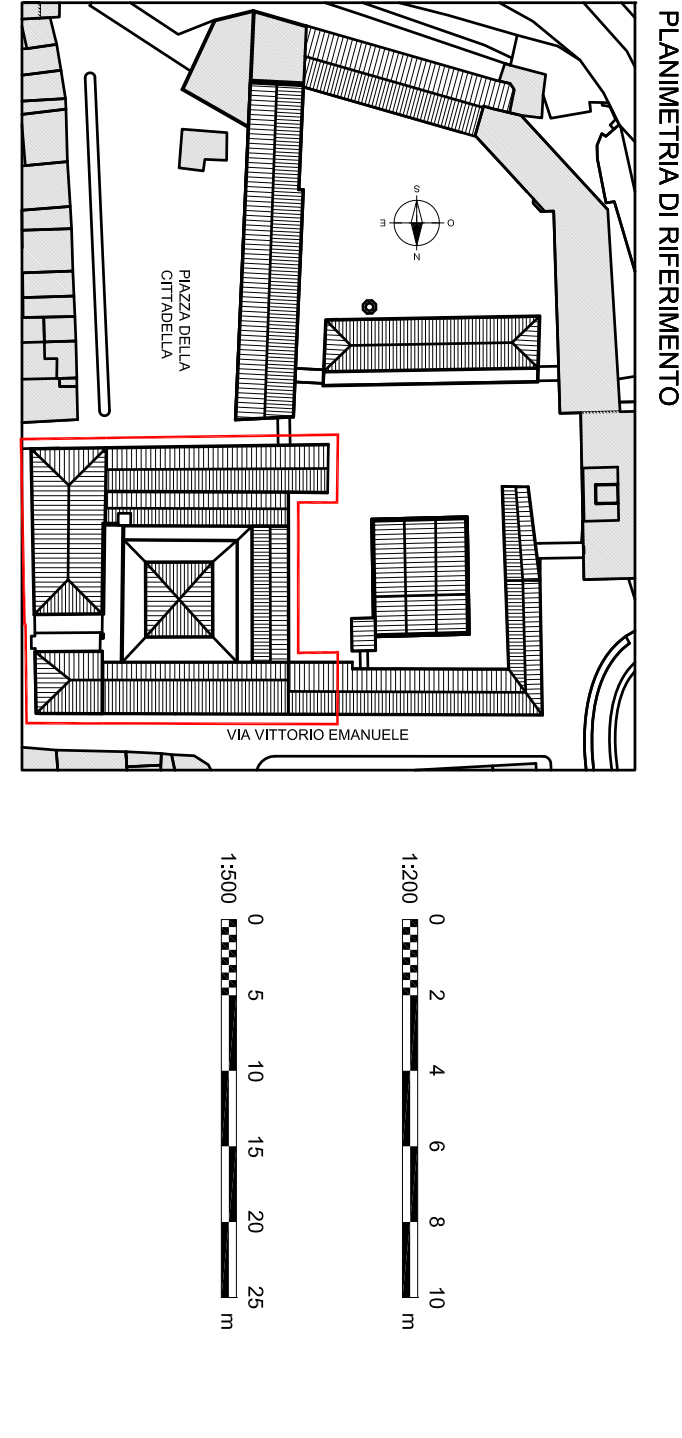 PLANIMETRIA DI RIFERIMENTO
S
E
O
N
PIAZZA DELLA
CITTADELLA
VIA VITTORIO EMANUELE
1:200
0 2 4 6 8 10 m
1:500
0 5 10 15 20 25 m